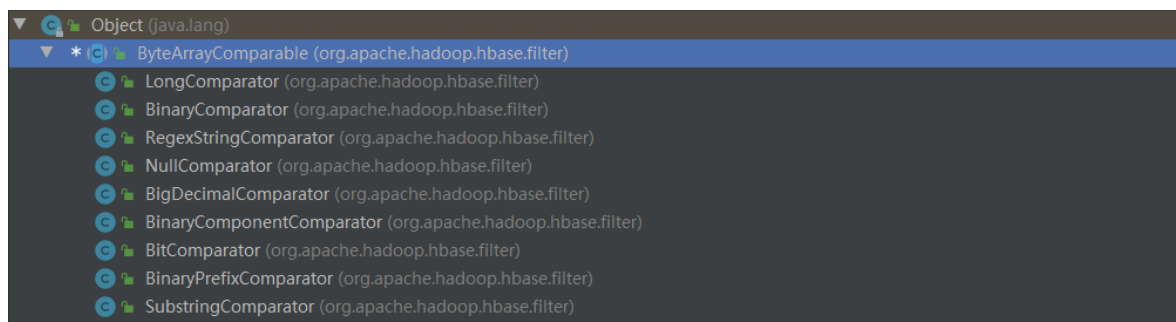 Object (java.lang)
* ByteArrayComparable (org.apache.hadoop.hbase.filter)
LongComparator (org.apache.hadoop.hbase.filter)
BinaryComparator (org.apache.hadoop.hbase.filter)
RegexStringComparator (org.apache.hadoop.hbase.filter)
NullComparator (org.apache.hadoop.hbase.filter)
BigDecimalComparator (org.apache.hadoop.hbase.filter)
BinaryComponentComparator (org.apache.hadoop.hbase.filter)
BitComparator (org.apache.hadoop.hbase.filter)
BinaryPrefixComparator (org.apache.hadoop.hbase.filter)
SubstringComparator (org.apache.hadoop.hbase.filter)